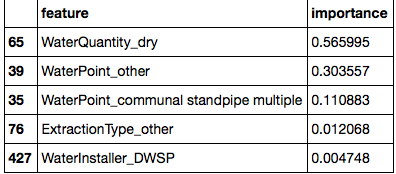 feature importance
65 WaterQuantity_dry 0.565995
39 WaterPoint_other 0.303557
35 WaterPoint_communal standpipe multiple 0.110883
76 ExtractionType_other 0.012068
427 WaterInstaller_DWSP 0.004748